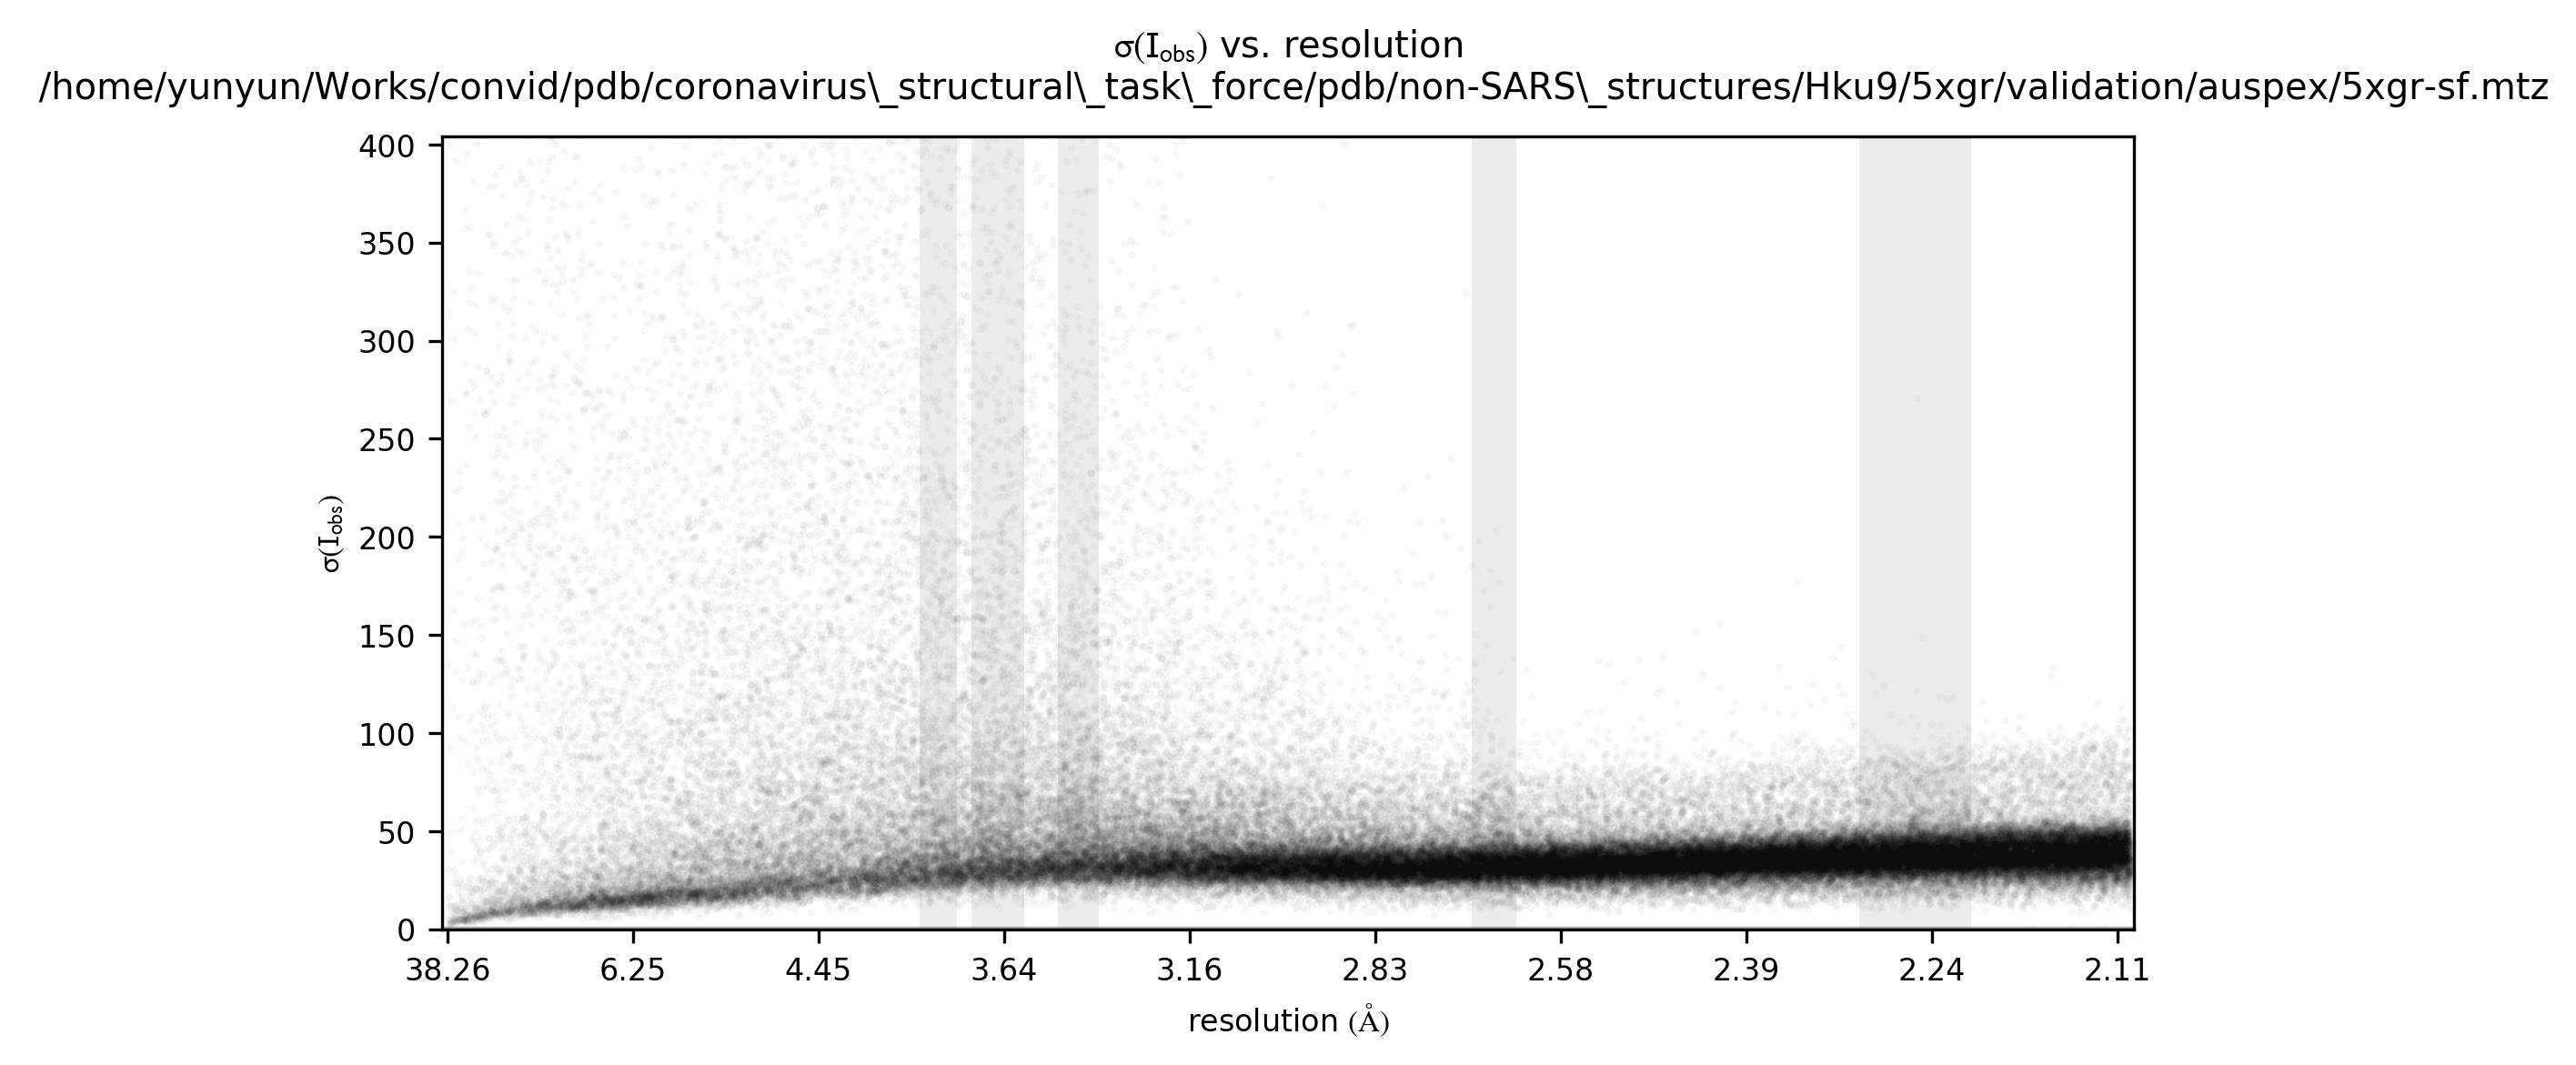 σ(I_obs) vs. resolution
/home/yunyun/Works/convid/pdb/coronavirus\_structural\_task\_force/pdb/non-SARS\_structures/Hku9/5xgr/validation/auspex/5xgr-sf.mtz
400
350
300
250
200
150
100
50
0
σ(I_obs)
38.26 6.25 4.45 3.64 3.16 2.83 2.58 2.39 2.24 2.11
resolution (Å)